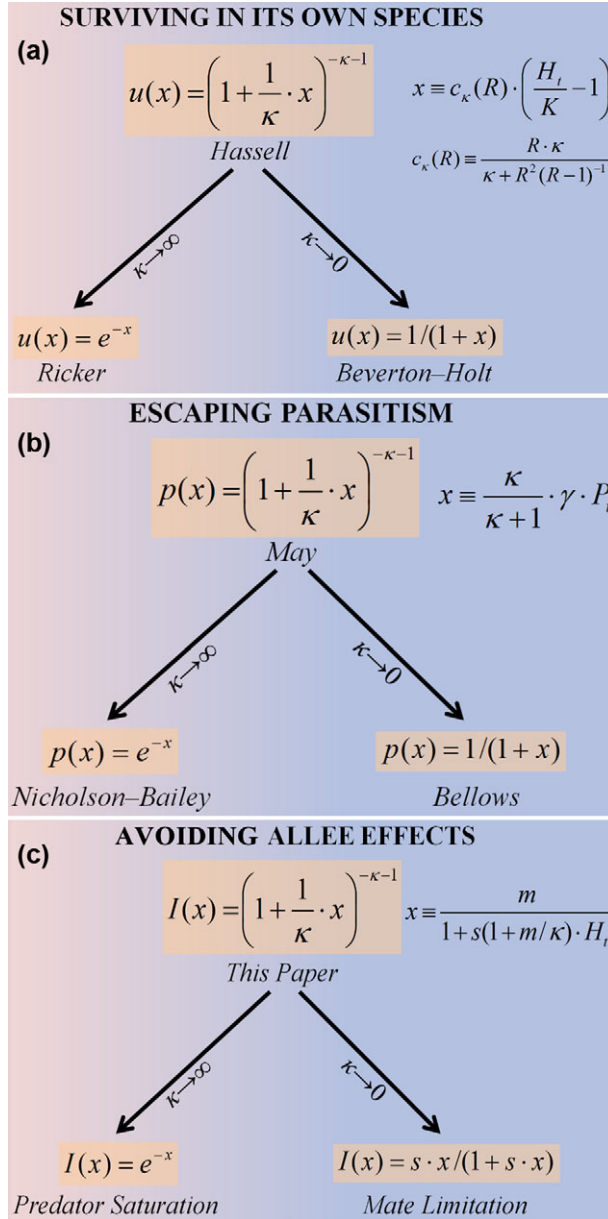 SURVIVING IN ITS OWN SPECIES
(a)
u(x) = (1 + 1/κ · x)^{−κ−1}
x ≡ c_κ(R) · (H_t/K − 1)
Hassell
c_κ(R) ≡ R · κ / (κ + R²(R − 1)^{−1})
κ→∞
κ→0
u(x) = e^{−x}
u(x) = 1/(1 + x)
Ricker
Beverton–Holt
ESCAPING PARASITISM
(b)
p(x) = (1 + 1/κ · x)^{−κ−1}
x ≡ κ/(κ + 1) · γ · P_t
May
κ→∞
κ→0
p(x) = e^{−x}
p(x) = 1/(1 + x)
Nicholson–Bailey
Bellows
AVOIDING ALLEE EFFECTS
(c)
I(x) = (1 + 1/κ · x)^{−κ−1}
x ≡ m / (1 + s(1 + m/κ) · H_t)
This Paper
κ→∞
κ→0
I(x) = e^{−x}
I(x) = s · x/(1 + s · x)
Predator Saturation
Mate Limitation